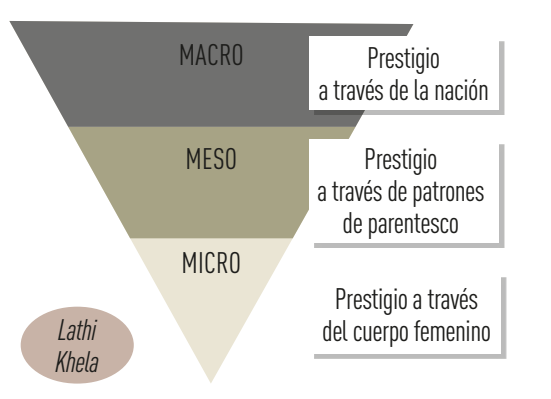 MACRO
Prestigio
a través de la nación
MESO
Prestigio
a través de patrones
de parentesco
MICRO
Prestigio a través
del cuerpo femenino
Lathi
Khela